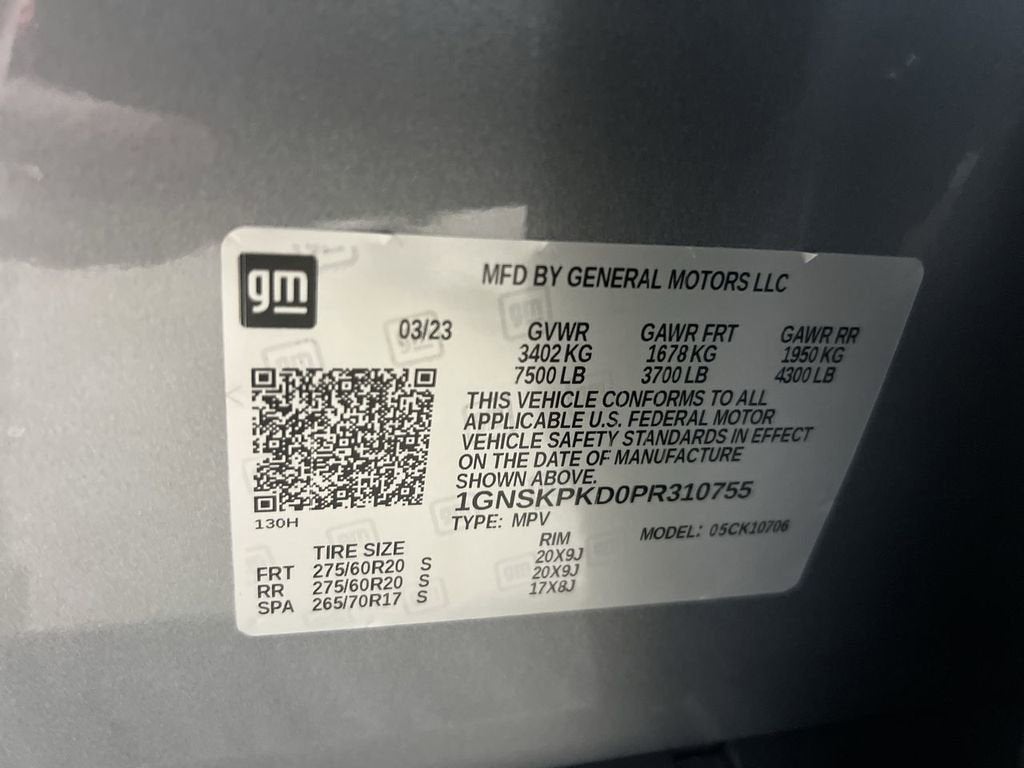 gm
MFD BY GENERAL MOTORS LLC
03/23 GVWR GAWR FRT GAWR RR
3402 KG 1678 KG 1950 KG
7500 LB 3700 LB 4300 LB
THIS VEHICLE CONFORMS TO ALL
APPLICABLE U.S. FEDERAL MOTOR
VEHICLE SAFETY STANDARDS IN EFFECT
ON THE DATE OF MANUFACTURE
SHOWN ABOVE.
1GNSKPKD0PR310755
130H
TYPE: MPV MODEL: 05CK10706
TIRE SIZE RIM
FRT 275/60R20 S 20X9J
RR 275/60R20 S 20X9J
SPA 265/70R17 S 17X8J